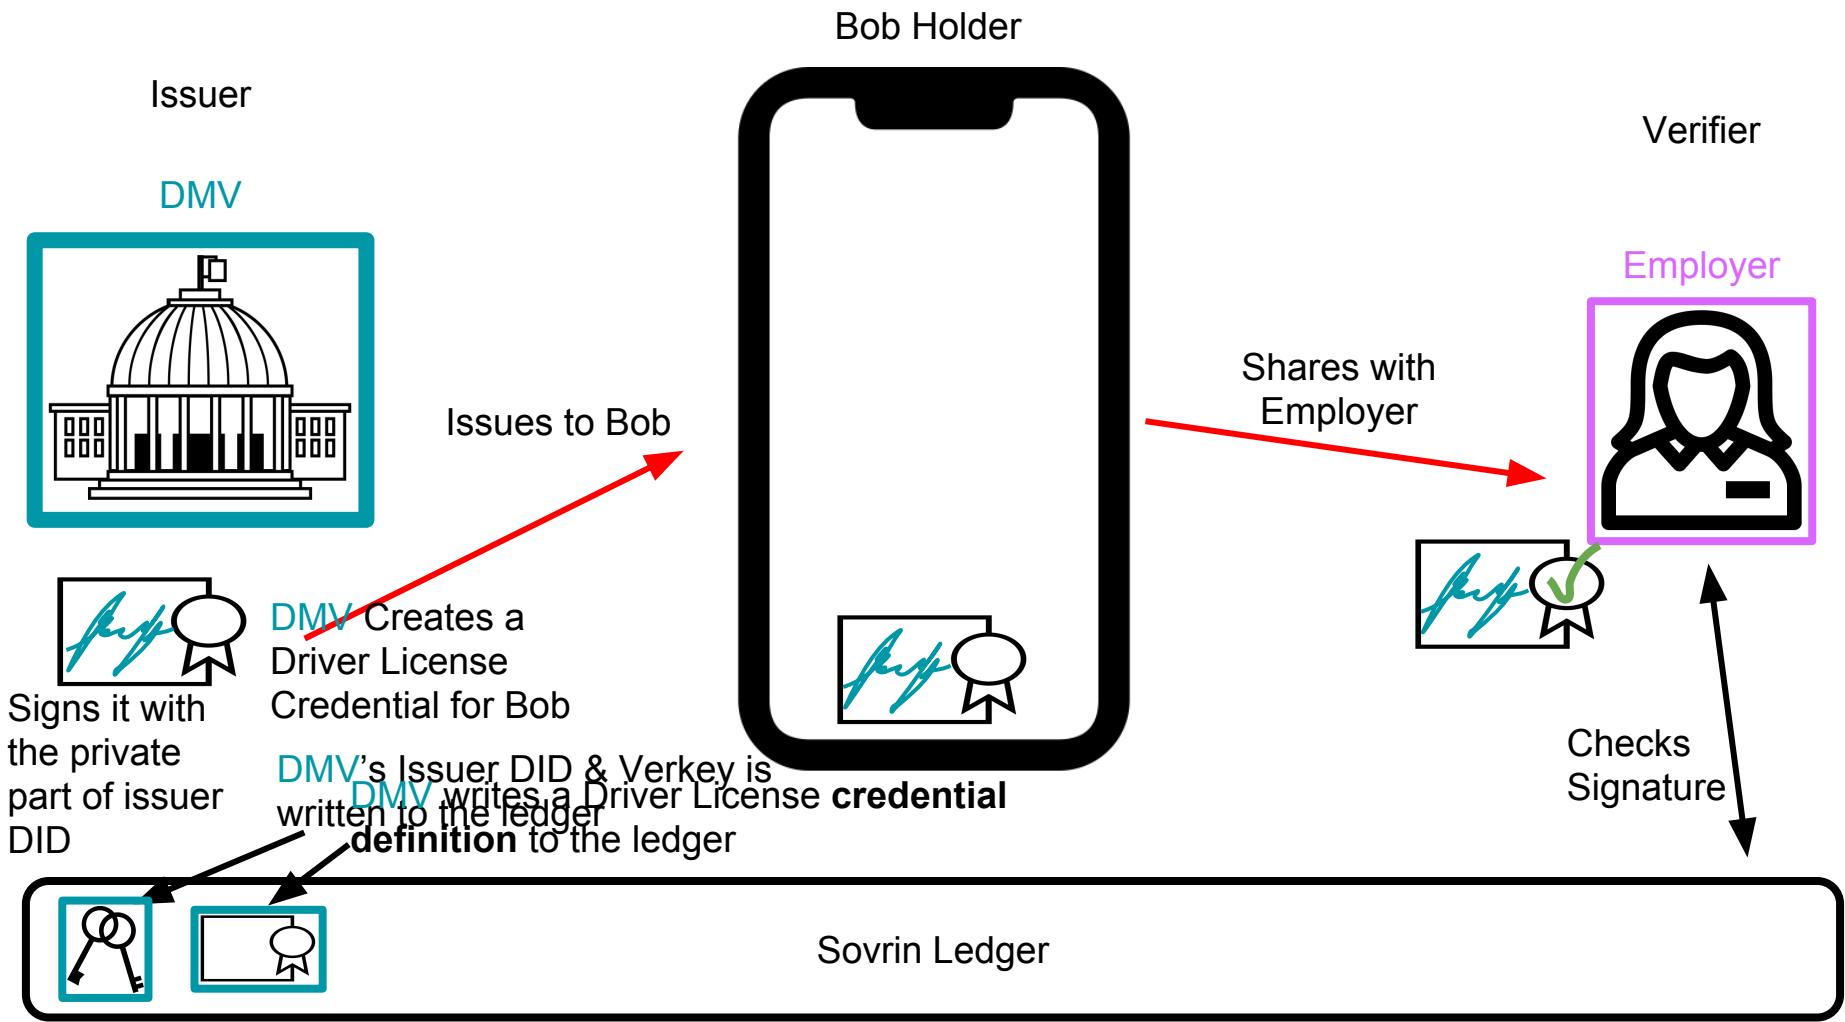 Bob Holder
Issuer
Verifier
DMV
Employer
Shares with
Employer
Issues to Bob
DMV Creates a
Driver License
Credential for Bob
Signs it with
the private
part of issuer
DID
DMV's Issuer DID & Verkey is
written to the ledger
DMV writes a Driver License credential
definition to the ledger
Checks
Signature
Sovrin Ledger